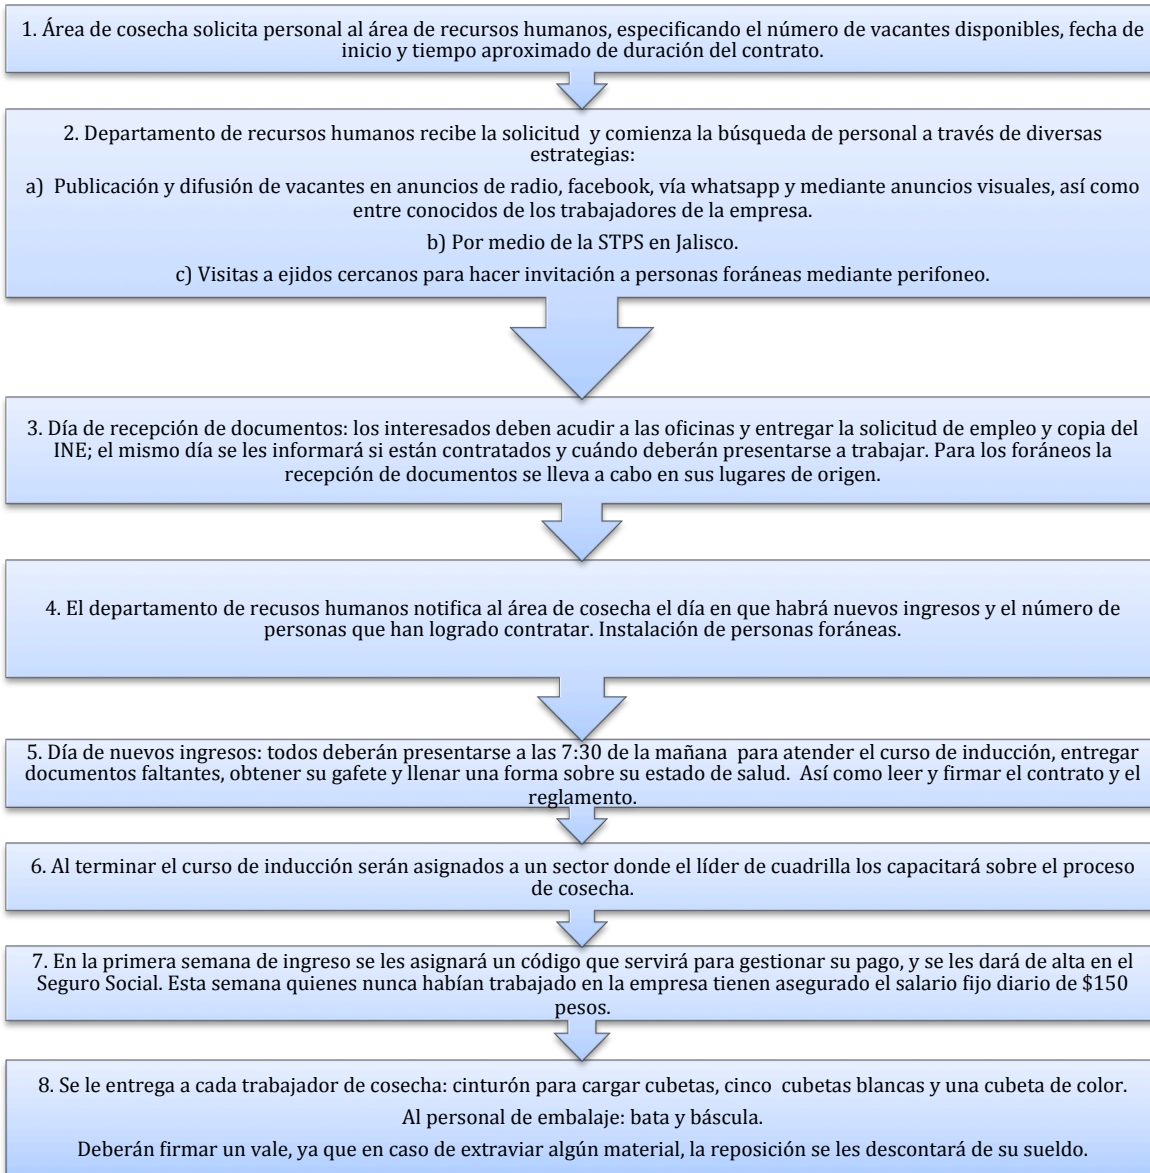 1. Área de cosecha solicita personal al área de recursos humanos, especificando el número de vacantes disponibles, fecha de
inicio y tiempo aproximado de duración del contrato.
2. Departamento de recursos humanos recibe la solicitud y comienza la búsqueda de personal a través de diversas
estrategias:
a) Publicación y difusión de vacantes en anuncios de radio, facebook, vía whatsapp y mediante anuncios visuales, así como
entre conocidos de los trabajadores de la empresa.
b) Por medio de la STPS en Jalisco.
c) Visitas a ejidos cercanos para hacer invitación a personas foráneas mediante perifoneo.
3. Día de recepción de documentos: los interesados deben acudir a las oficinas y entregar la solicitud de empleo y copia del
INE; el mismo día se les informará si están contratados y cuándo deberán presentarse a trabajar. Para los foráneos la
recepción de documentos se lleva a cabo en sus lugares de origen.
4. El departamento de recusos humanos notifica al área de cosecha el día en que habrá nuevos ingresos y el número de
personas que han logrado contratar. Instalación de personas foráneas.
5. Día de nuevos ingresos: todos deberán presentarse a las 7:30 de la mañana para atender el curso de inducción, entregar
documentos faltantes, obtener su gafete y llenar una forma sobre su estado de salud. Así como leer y firmar el contrato y el
reglamento.
6. Al terminar el curso de inducción serán asignados a un sector donde el líder de cuadrilla los capacitará sobre el proceso
de cosecha.
7. En la primera semana de ingreso se les asignará un código que servirá para gestionar su pago, y se les dará de alta en el
Seguro Social. Esta semana quienes nunca habían trabajado en la empresa tienen asegurado el salario fijo diario de $150
pesos.
8. Se le entrega a cada trabajador de cosecha: cinturón para cargar cubetas, cinco cubetas blancas y una cubeta de color.
Al personal de embalaje: bata y báscula.
Deberán firmar un vale, ya que en caso de extraviar algún material, la reposición se les descontará de su sueldo.